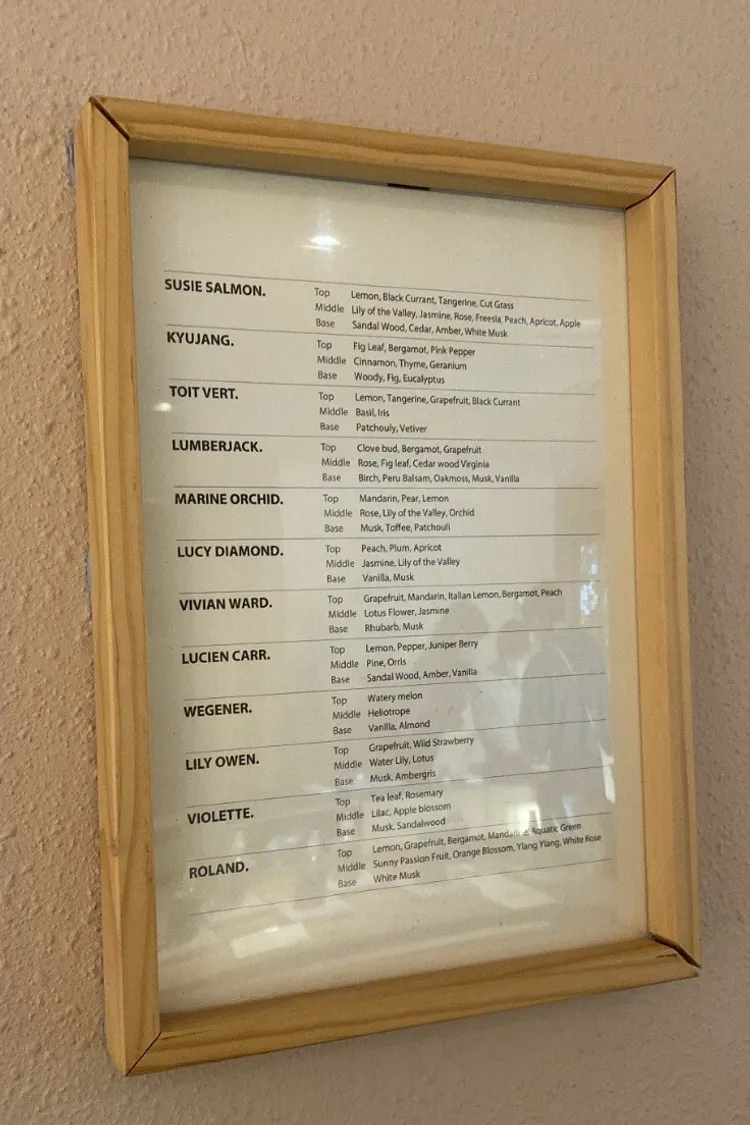 SUSIE SALMON.
Top Lemon, Black Currant, Tangerine, Cut Grass
Middle Lily of the Valley, Jasmine, Rose, Freesia, Peach, Apricot, Apple
Base Sandal Wood, Cedar, Amber, White Musk
KYUJANG.
Top Fig Leaf, Bergamot, Pink Pepper
Middle Cinnamon, Thyme, Geranium
Base Woody, Fig, Eucalyptus
TOIT VERT.
Top Lemon, Tangerine, Grapefruit, Black Currant
Middle Basil, Iris
Base Patchouly, Vetiver
LUMBERJACK.
Top Clove bud, Bergamot, Grapefruit
Middle Rose, Fig leaf, Cedar wood Virginia
Base Birch, Peru Balsam, Oakmoss, Musk, Vanilla
MARINE ORCHID.
Top Mandarin, Pear, Lemon
Middle Rose, Lily of the Valley, Orchid
Base Musk, Toffee, Patchouli
LUCY DIAMOND.
Top Peach, Plum, Apricot
Middle Jasmine, Lily of the Valley
Base Vanilla, Musk
VIVIAN WARD.
Top Grapefruit, Mandarin, Italian Lemon, Bergamot, Peach
Middle Lotus Flower, Jasmine
Base Rhubarb, Musk
LUCIEN CARR.
Top Lemon, Pepper, Juniper Berry
Middle Pine, Orris
Base Sandal Wood, Amber, Vanilla
WEGENER.
Top Watery melon
Middle Heliotrope
Base Vanilla, Almond
LILY OWEN.
Top Grapefruit, Wild Strawberry
Middle Water Lily, Lotus
Base Musk, Ambergris
VIOLETTE.
Top Tea leaf, Rosemary
Middle Lilac, Apple blossom
Base Musk, Sandalwood
ROLAND.
Top Lemon, Grapefruit, Bergamot, Mandarine, Aquatic Green
Middle Sunny Passion Fruit, Orange Blossom, Ylang Ylang, White Rose
Base White Musk